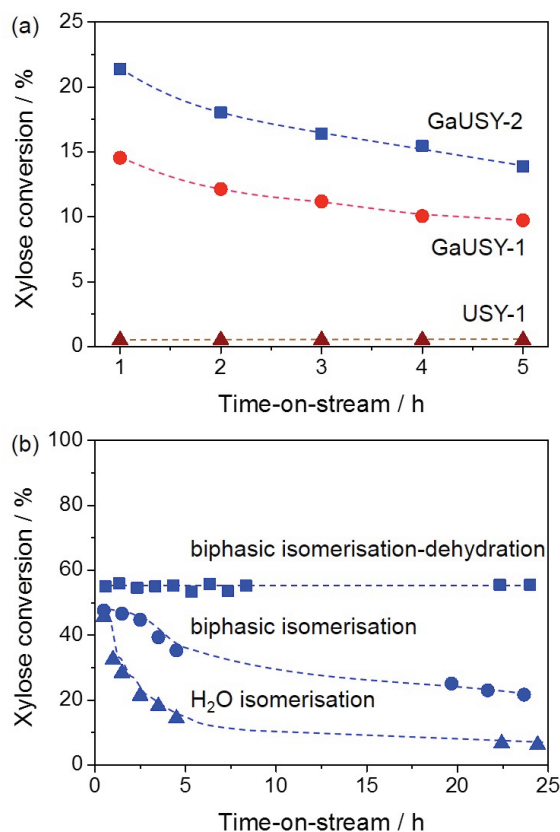 (a)
25
20
15
10
5
0
Xylose conversion / %
GaUSY-2
GaUSY-1
USY-1
1 2 3 4 5
Time-on-stream / h
(b)
100
80
60
40
20
0
Xylose conversion / %
biphasic isomerisation-dehydration
biphasic isomerisation
H₂O isomerisation
0 5 10 15 20 25
Time-on-stream / h